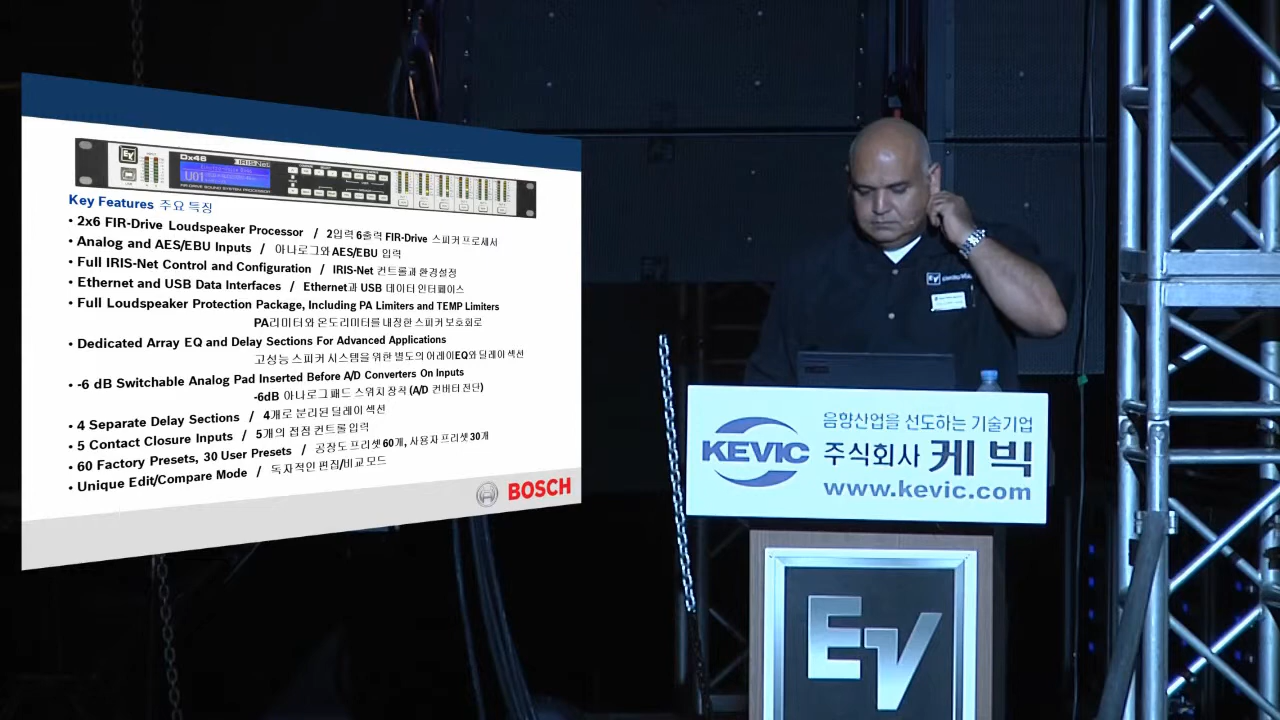 EV
Dx46
IRIS-Net
U01
FIR-DRIVE SOUND SYSTEM PROCESSOR
Key Features 주요 특징
• 2x6 FIR-Drive Loudspeaker Processor / 2입력 6출력 FIR-Drive 스피커 프로세서
• Analog and AES/EBU Inputs / 아나로그와 AES/EBU 입력
• Full IRIS-Net Control and Configuration / IRIS-Net 컨트롤과 환경설정
• Ethernet and USB Data Interfaces / Ethernet과 USB 데이터 인터페이스
• Full Loudspeaker Protection Package, Including PA Limiters and TEMP Limiters
PA리미터와 온도리미터를 내장한 스피커 보호회로
• Dedicated Array EQ and Delay Sections For Advanced Applications
고성능 스피커 시스템을 위한 별도의 어레이EQ와 딜레이 섹션
• -6 dB Switchable Analog Pad Inserted Before A/D Converters On Inputs
-6dB 아나로그 패드 스위치 장착 (A/D 컨버터 전단)
• 4 Separate Delay Sections / 4개로 분리된 딜레이 섹션
• 5 Contact Closure Inputs / 5개의 접점 컨트롤 입력
• 60 Factory Presets, 30 User Presets / 공장도 프리셋 60개, 사용자 프리셋 30개
• Unique Edit/Compare Mode / 독자적인 편집/비교 모드
BOSCH
EV
KEVIC
음향산업을 선도하는 기술기업
주식회사 케빅
www.kevic.com
EV